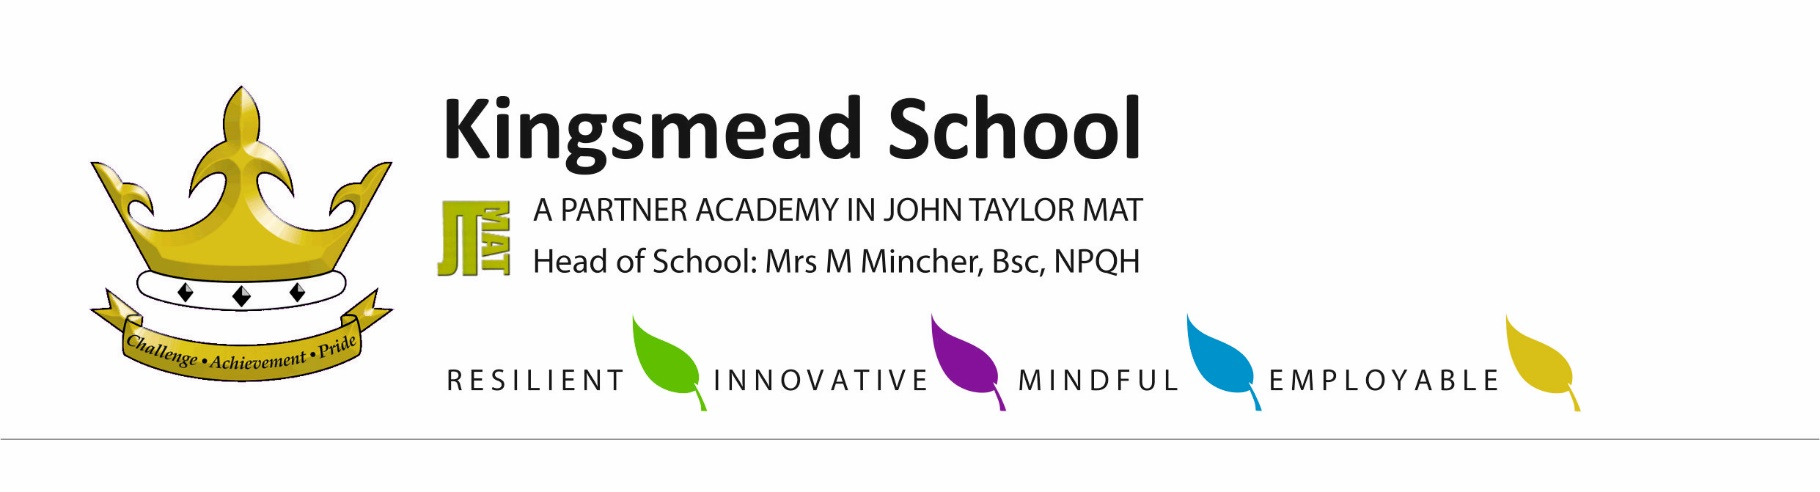 Kingsmead School
JT MAT
A PARTNER ACADEMY IN JOHN TAYLOR MAT
Head of School: Mrs M Mincher, Bsc, NPQH
Challenge • Achievement • Pride
RESILIENT INNOVATIVE MINDFUL EMPLOYABLE